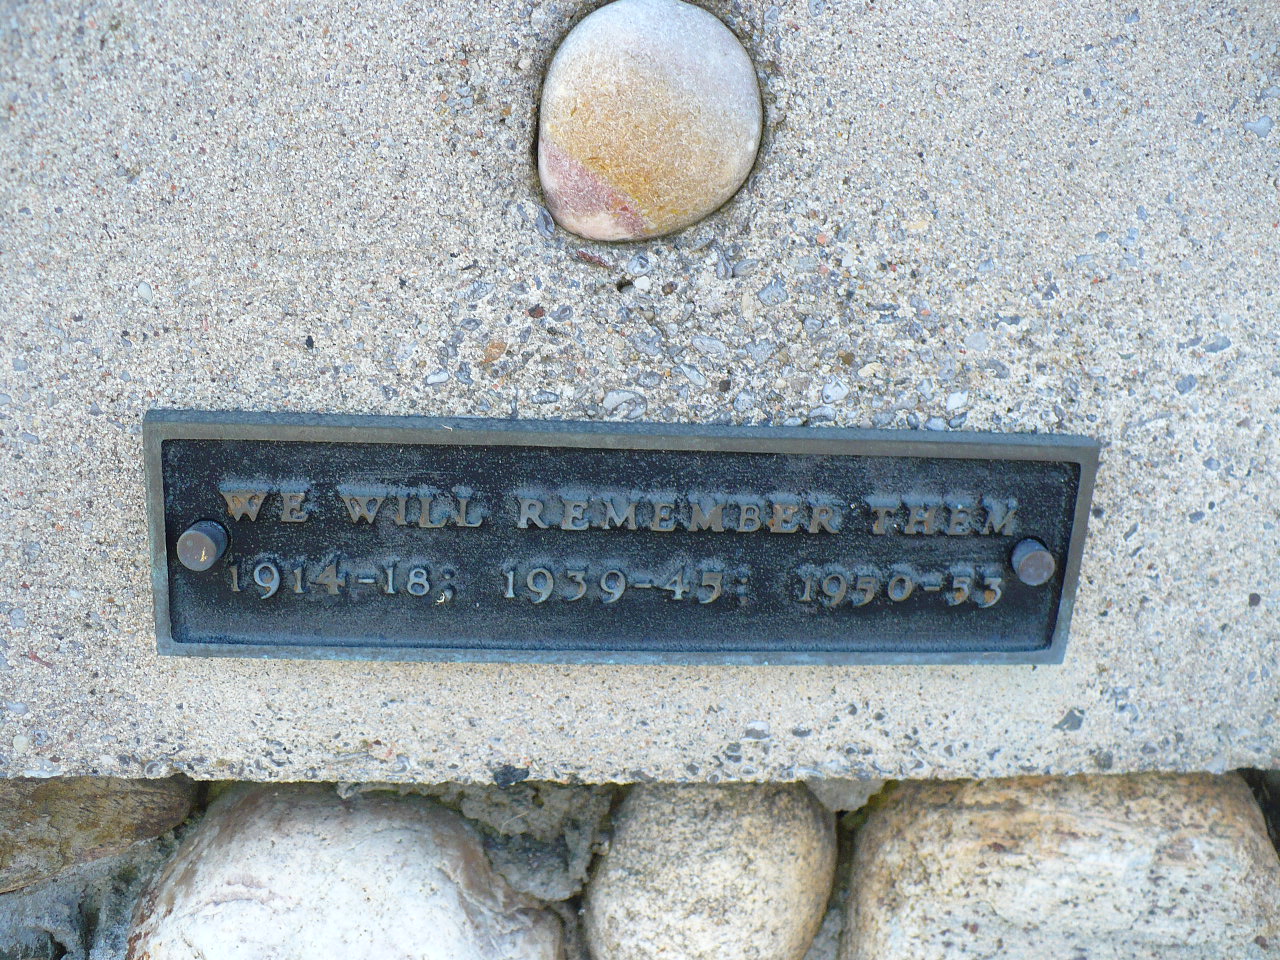 WE WILL REMEMBER THEM
1914-18; 1939-45; 1950-53